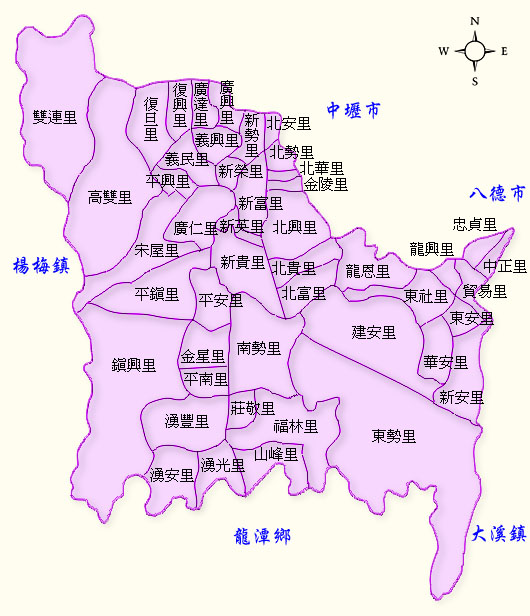 N
W E
S
中壢市
八德市
楊梅鎮
龍潭鄉
大溪鎮
雙連里
高雙里
復旦里
復興里
廣達里
廣興里
新勢里
北安里
義興里
義民里
北勢里
新榮里
北華里
平興里
金陵里
新富里
廣仁里
新英里
北興里
忠貞里
龍興里
宋屋里
新貴里
北貴里
龍恩里
中正里
貿易里
平鎮里
平安里
北富里
東社里
東安里
建安里
南勢里
金星里
鎮興里
平南里
華安里
新安里
莊敬里
湧豐里
福林里
東勢里
山峰里
湧光里
湧安里